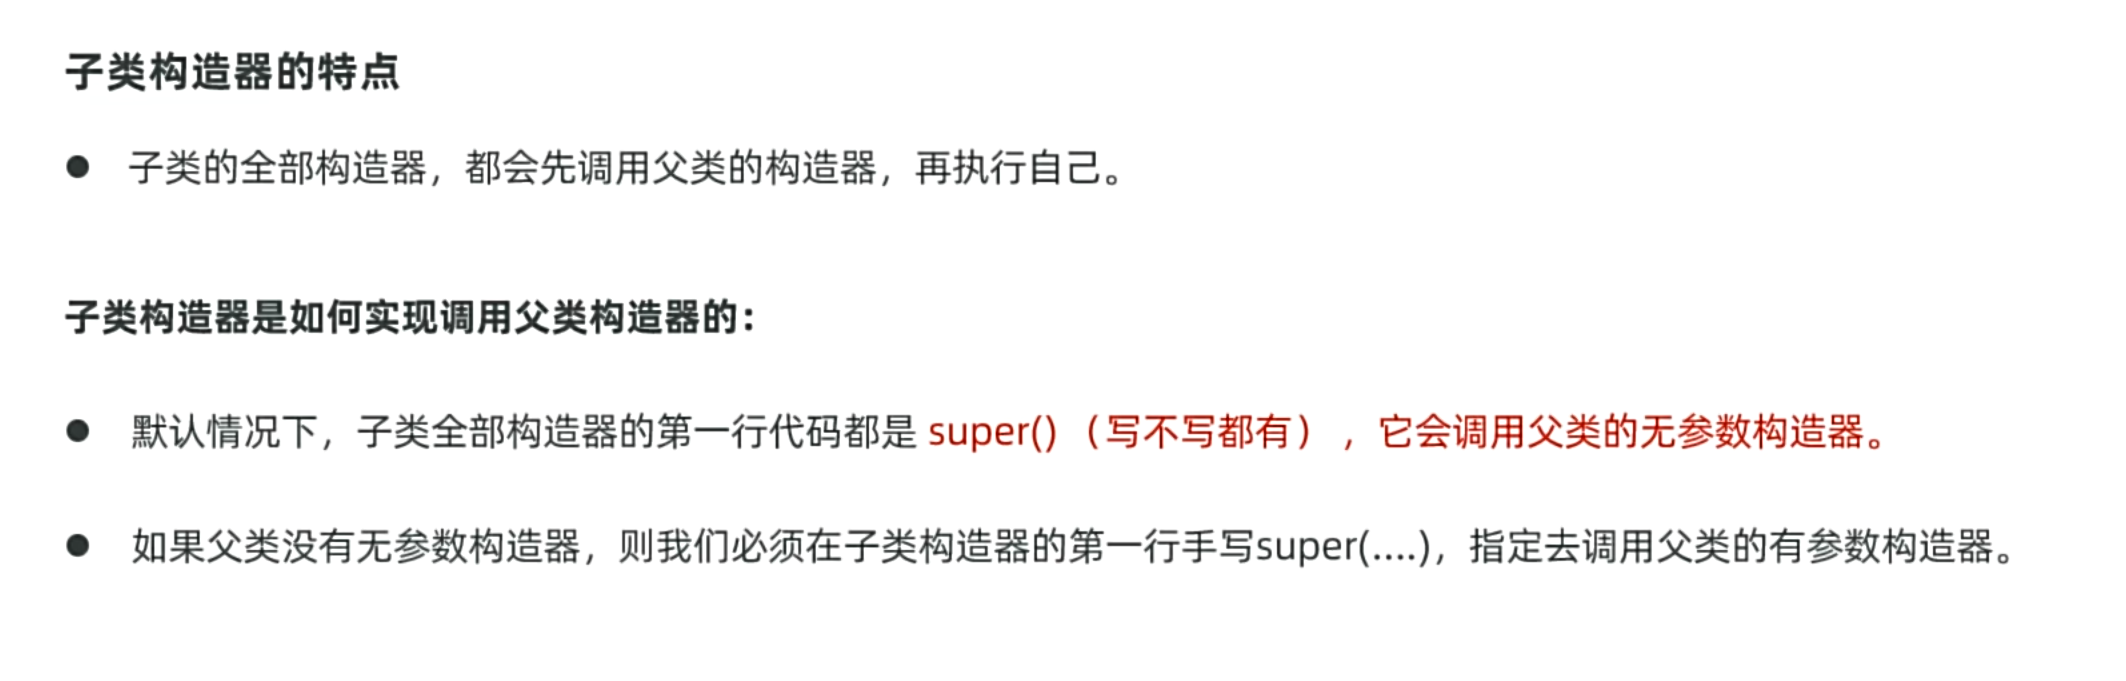 子类构造器的特点
● 子类的全部构造器，都会先调用父类的构造器，再执行自己。
子类构造器是如何实现调用父类构造器的：
● 默认情况下，子类全部构造器的第一行代码都是 super()（写不写都有），它会调用父类的无参数构造器。
● 如果父类没有无参数构造器，则我们必须在子类构造器的第一行手写super(....)，指定去调用父类的有参数构造器。